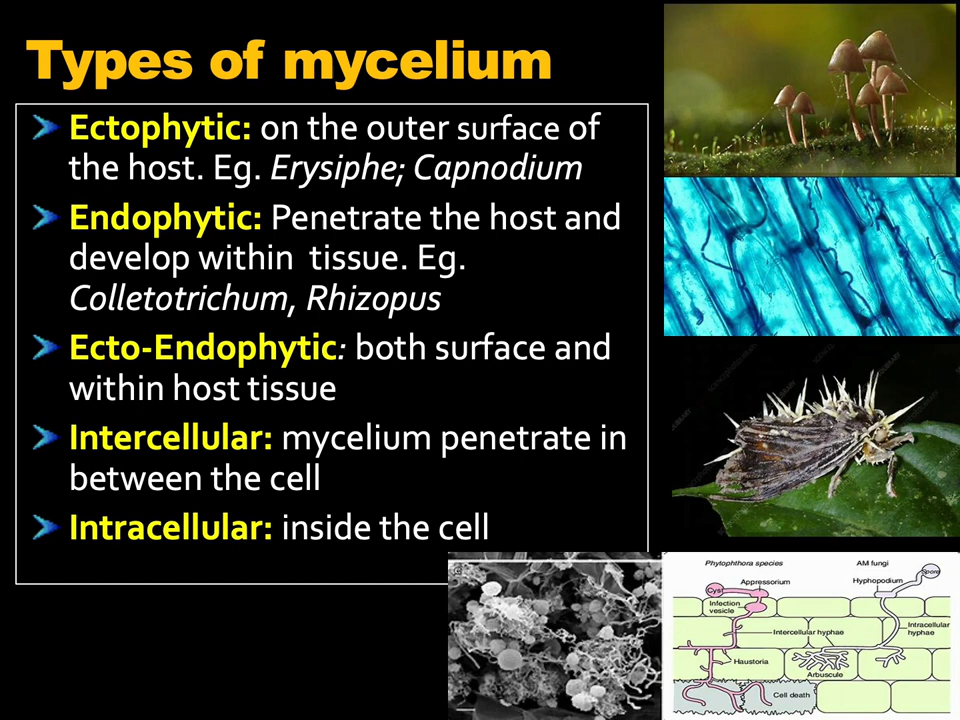 Types of mycelium
Ectophytic: on the outer surface of
the host. Eg. Erysiphe; Capnodium
Endophytic: Penetrate the host and
develop within tissue. Eg.
Colletotrichum, Rhizopus
Ecto-Endophytic: both surface and
within host tissue
Intercellular: mycelium penetrate in
between the cell
Intracellular: inside the cell
Phytophthora species
AM fungi
Spore
Appressorium
Hyphopodium
Cyst
Infection
vesicle
Intracellular
hyphae
Intercellular hyphae
Haustoria
Arbuscule
Cell death